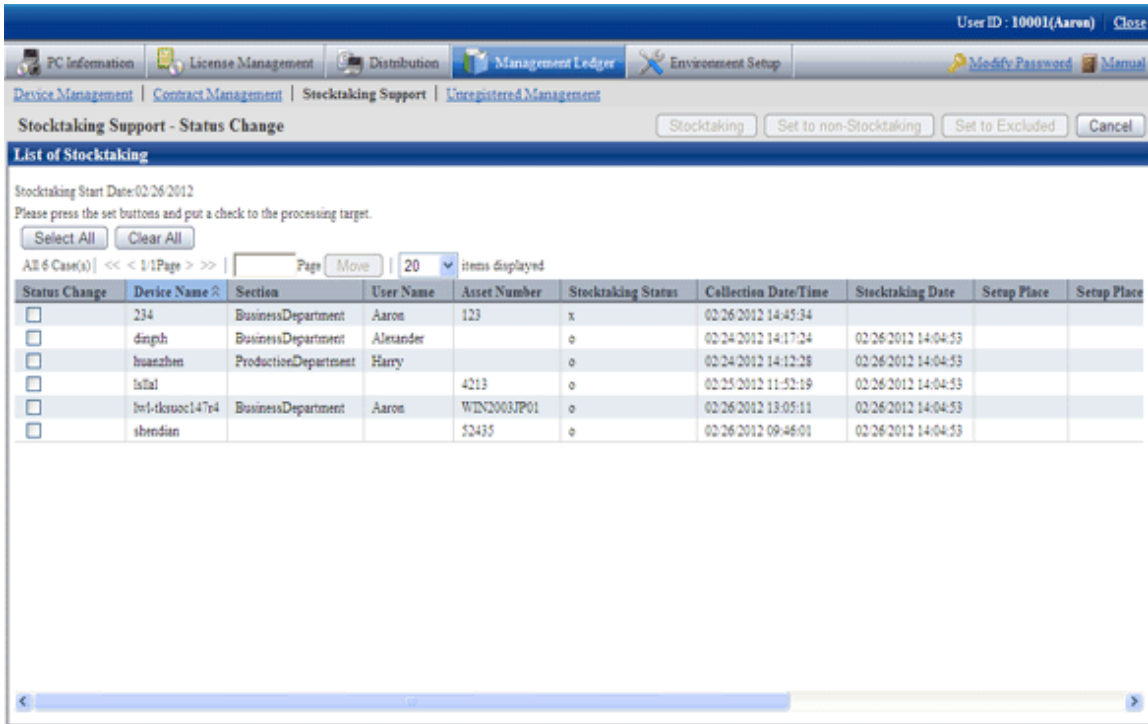 User ID : 10001(Aaron) Close
PC Information License Management Distribution Management Ledger Environment Setup Modify Password Manual
Device Management | Contract Management | Stocktaking Support | Unregistered Management
Stocktaking Support - Status Change Stocktaking Set to non-Stocktaking Set to Excluded Cancel
List of Stocktaking
Stocktaking Start Date:02/26/2012
Please press the set buttons and put a check to the processing target.
Select All Clear All
All 6 Case(s) | << < 1/1Page > >> | Page Move | 20 items displayed
Status Change Device Name Section User Name Asset Number Stocktaking Status Collection Date/Time Stocktaking Date Setup Place Setup Place
234 BusinessDepartment Aaron 123 x 02/26/2012 14:45:34
dingxh BusinessDepartment Alexander o 02/24/2012 14:17:24 02/26/2012 14:04:53
huanzhen ProductionDepartment Harry o 02/24/2012 14:12:28 02/26/2012 14:04:53
4213 o 02/25/2012 11:52:19 02/26/2012 14:04:53
BusinessDepartment Aaron WIN2003JP01 o 02/26/2012 13:05:11 02/26/2012 14:04:53
shendian 52435 o 02/26/2012 09:46:01 02/26/2012 14:04:53